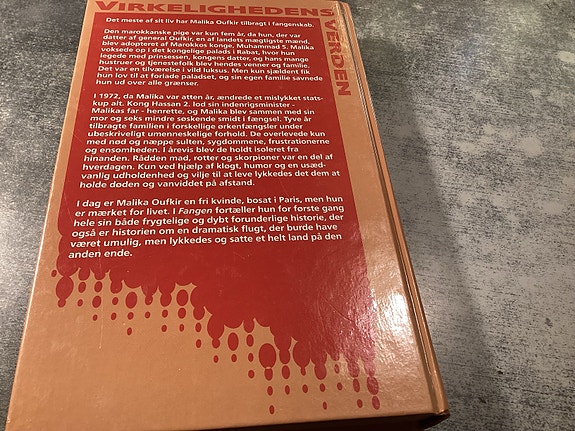 VIRKELIGHEDENS VERDEN
Det meste af sit liv har Malika Oufkir tilbragt i fangenskab.
Den marokkanske pige var kun fem år, da hun, der var
datter af general Oufkir, en af landets mægtigste mænd,
blev adopteret af Marokkos konge, Muhammad 5. Malika
voksede op i det kongelige palads i Rabat, hvor hun
legede med prinsessen, kongens datter, og hans mange
hustruer og tjenestefolk blev hendes venner og familie.
Det var en tilværelse i vild luksus. Men kun sjældent fik
hun lov til at forlade paladset, og sin egen familie savnede
hun ud over alle grænser.
I 1972, da Malika var atten år, ændrede et mislykket stats-
kup alt. Kong Hassan 2. lod sin indenrigsminister -
Malikas far - henrette, og Malika blev sammen med sin
mor og seks mindre søskende smidt i fængsel. Tyve år
tilbragte familien i forskellige ørkenfængsler under
ubeskriveligt umenneskelige forhold. De overlevede kun
med nød og næppe sulten, sygdommene, frustrationerne
og ensomheden. I årevis blev de holdt isoleret fra
hinanden. Rådden mad, rotter og skorpioner var en del af
hverdagen. Kun ved hjælp af klogt, humor og en usæd-
vanlig udholdenhed og vilje til at leve lykkedes det dem at
holde døden og vanviddet på afstand.
I dag er Malika Oufkir en fri kvinde, bosat i Paris, men hun
er mærket for livet. I Fangen fortæller hun for første gang
hele sin både frygtelige og dybt forunderlige historie, der
også er historien om en dramatisk flugt, der burde have
været umulig, men lykkedes og satte et helt land på den
anden ende.